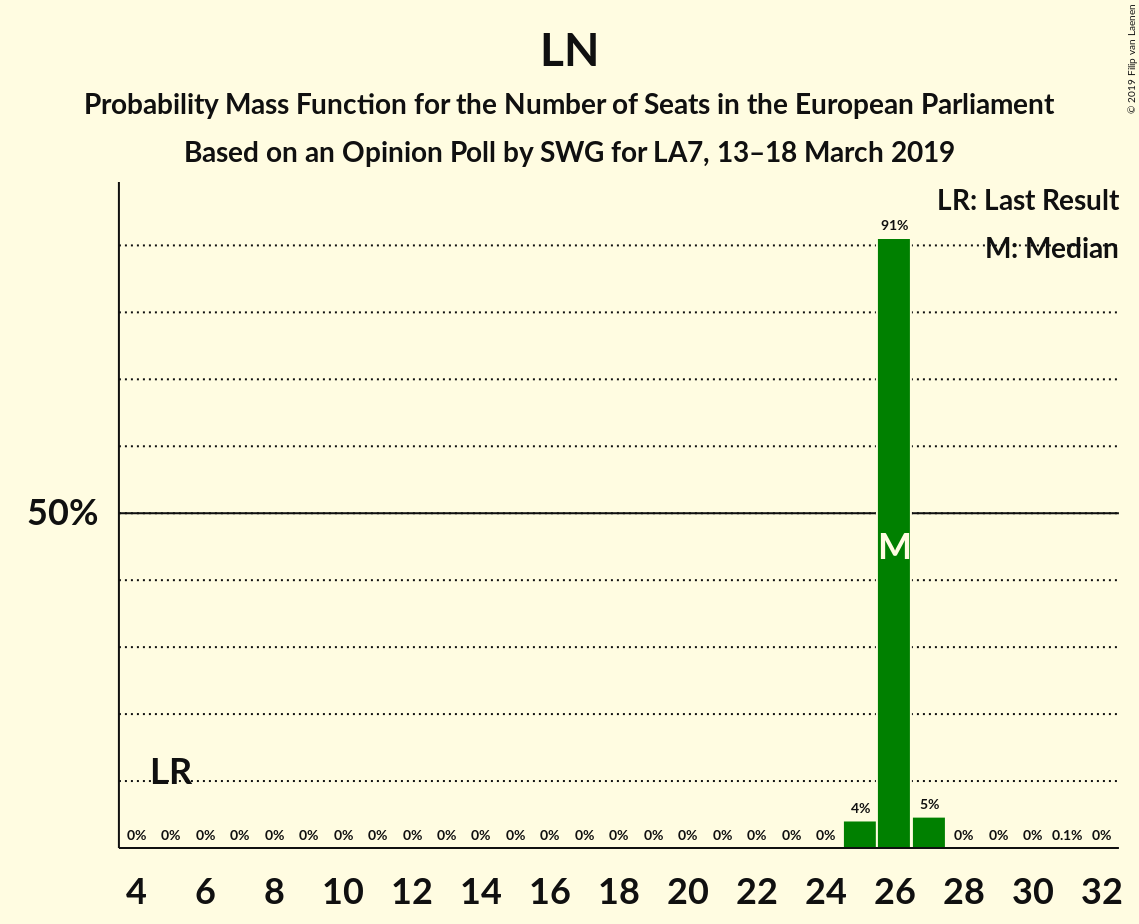 LN
Probability Mass Function for the Number of Seats in the European Parliament
Based on an Opinion Poll by SWG for LA7, 13–18 March 2019
© 2019 Filip van Laenen
LR: Last Result
M: Median
91%
50%
M
LR
4% 5%
0% 0% 0% 0% 0% 0% 0% 0% 0% 0% 0% 0% 0% 0% 0% 0% 0% 0% 0% 0% 0% 0% 0% 0% 0.1% 0%
4 6 8 10 12 14 16 18 20 22 24 26 28 30 32